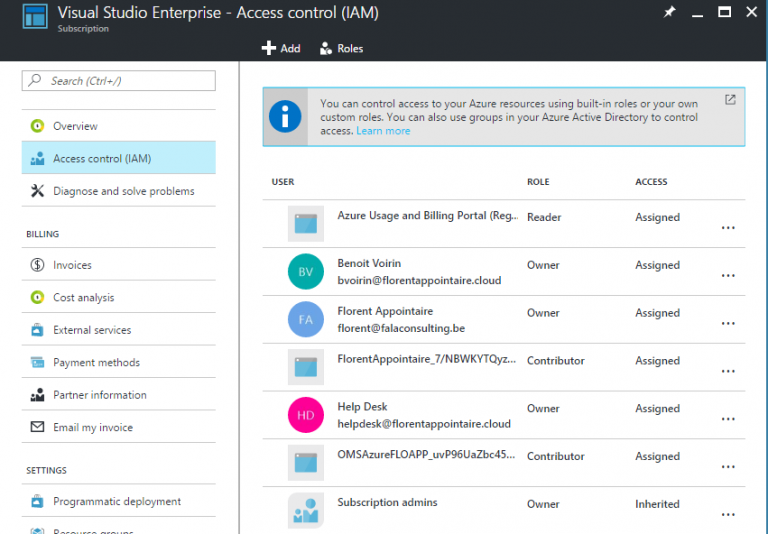 Visual Studio Enterprise - Access control (IAM)
Subscription
Add Roles
Search (Ctrl+/)
Overview
Access control (IAM)
Diagnose and solve problems
BILLING
Invoices
Cost analysis
External services
Payment methods
Partner information
Email my invoice
SETTINGS
Programmatic deployment
Resource groups
You can control access to your Azure resources using built-in roles or your own
custom roles. You can also use groups in your Azure Active Directory to control
access. Learn more
USER ROLE ACCESS
Azure Usage and Billing Portal (Reg... Reader Assigned ...
BV Benoit Voirin Owner Assigned ...
bvoirin@florentappointaire.cloud
FA Florent Appointaire Owner Assigned ...
florent@falaconsulting.be
FlorentAppointaire_7/NBWKYTQyz... Contributor Assigned ...
HD Help Desk Owner Assigned ...
helpdesk@florentappointaire.cloud
OMSAzureFLOAPP_uvP96UaZbc45... Contributor Assigned ...
Subscription admins Owner Inherited ...